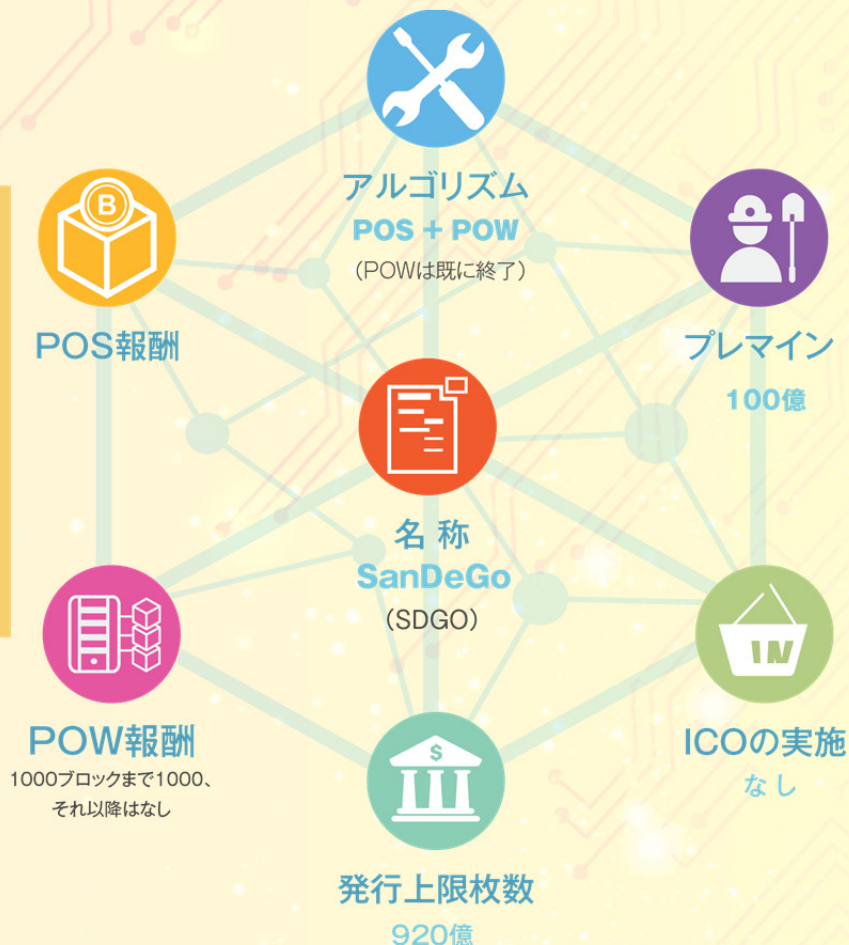 アルゴリズム
POS + POW
(POWは既に終了)
B
POS報酬
プレマイン
100億
名 称
SanDeGo
(SDGO)
POW報酬
1000ブロックまで1000、
それ以降はなし
IN
ICOの実施
なし
$
発行上限枚数
920億